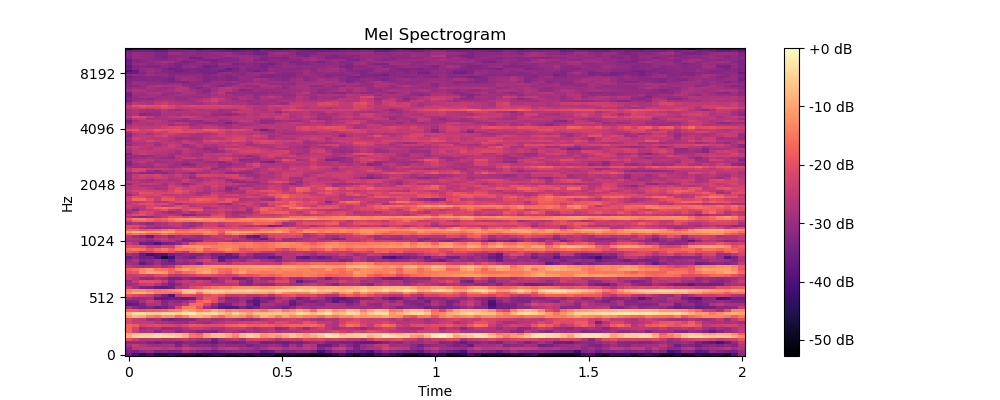 Mel Spectrogram
Hz
8192
4096
2048
1024
512
0
0
0.5
1
1.5
2
Time
+0 dB
-10 dB
-20 dB
-30 dB
-40 dB
-50 dB